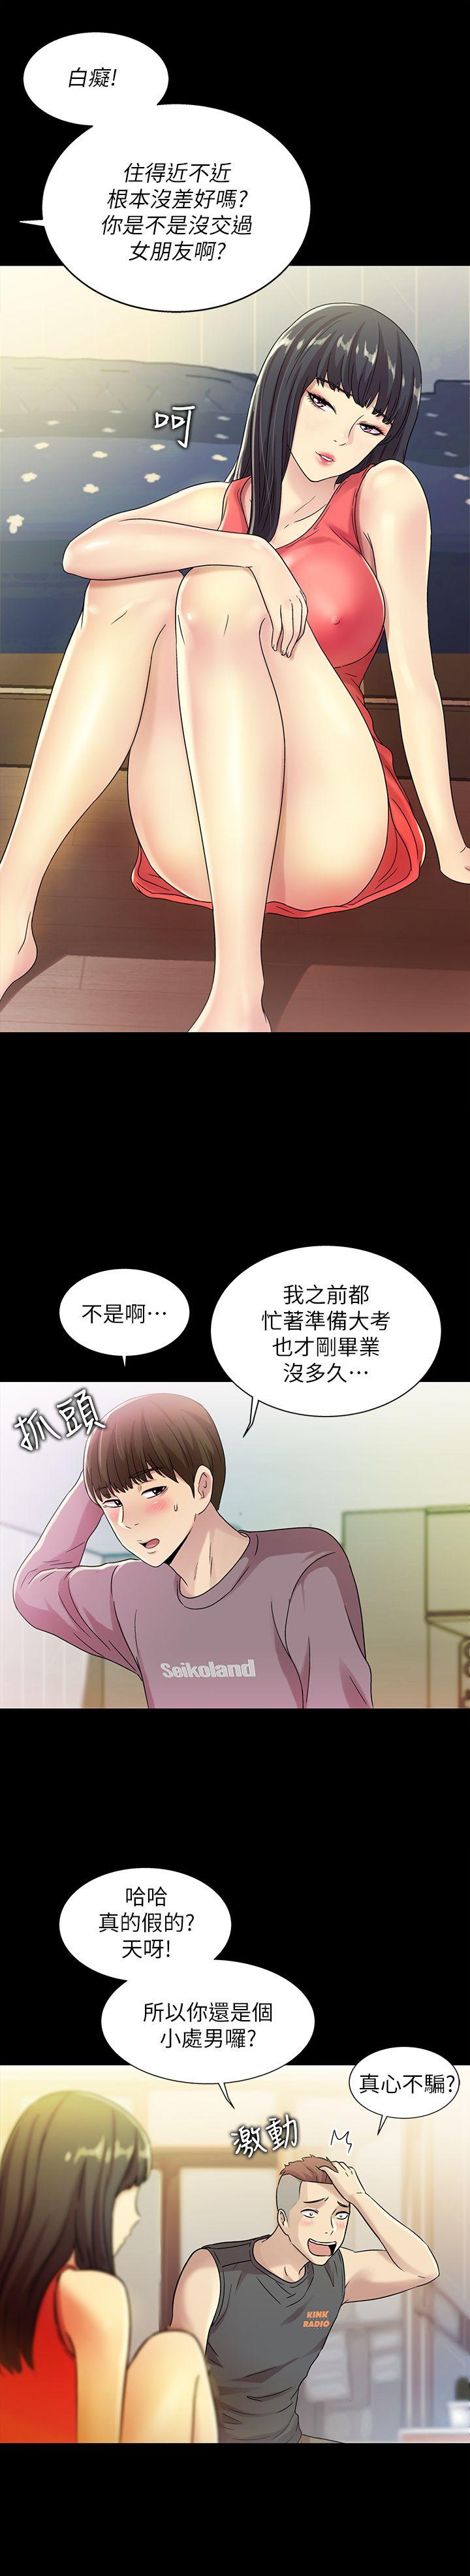 白癡!
住得近不近
根本沒差好嗎?
你是不是沒交過
女朋友啊?
呵
不是啊…
我之前都
忙著準備大考
也才剛畢業
沒多久…
抓頭
Seikoland
哈哈
真的假的?
天呀!
所以你還是個
小處男囉?
真心不騙?
激動
KINK
RADIO